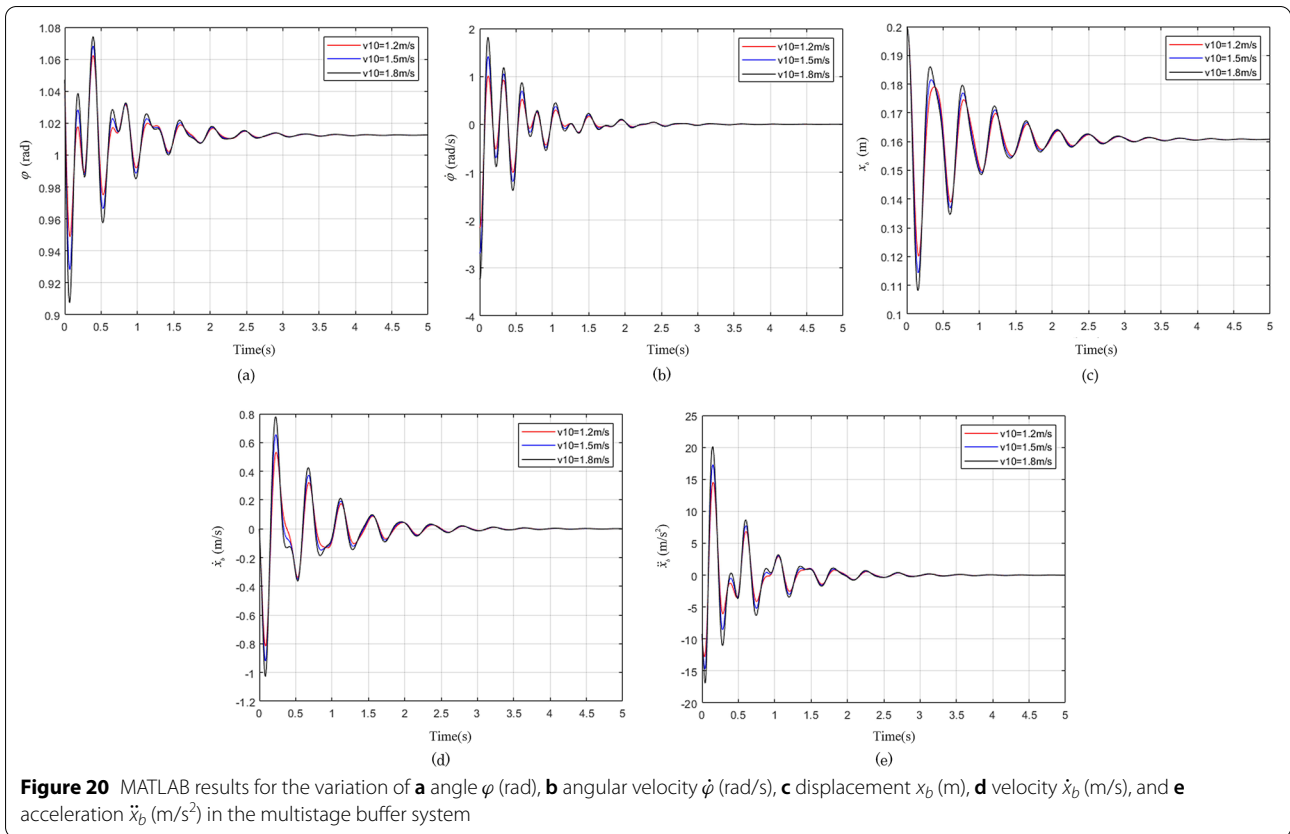 1.08
1.06
1.04
1.02
1
0.98
0.96
0.94
0.92
0.9
φ (rad)
0 0.5 1 1.5 2 2.5 3 3.5 4 4.5 5
Time(s)
v10=1.2m/s
v10=1.5m/s
v10=1.8m/s
(a)
2
1
0
-1
-2
-3
-4
φ̇ (rad/s)
0 0.5 1 1.5 2 2.5 3 3.5 4 4.5 5
Time(s)
v10=1.2m/s
v10=1.5m/s
v10=1.8m/s
(b)
0.2
0.19
0.18
0.17
0.16
0.15
0.14
0.13
0.12
0.11
0.1
x_b (m)
0 0.5 1 1.5 2 2.5 3 3.5 4 4.5 5
Time(s)
v10=1.2m/s
v10=1.5m/s
v10=1.8m/s
(c)
0.8
0.6
0.4
0.2
0
-0.2
-0.4
-0.6
-0.8
-1
-1.2
ẋ_b (m/s)
0 0.5 1 1.5 2 2.5 3 3.5 4 4.5 5
Time(s)
v10=1.2m/s
v10=1.5m/s
v10=1.8m/s
(d)
25
20
15
10
5
0
-5
-10
-15
-20
ẍ_b (m/s²)
0 0.5 1 1.5 2 2.5 3 3.5 4 4.5 5
Time(s)
v10=1.2m/s
v10=1.5m/s
v10=1.8m/s
(e)
Figure 20 MATLAB results for the variation of a angle φ (rad), b angular velocity φ̇ (rad/s), c displacement x_b (m), d velocity ẋ_b (m/s), and e
acceleration ẍ_b (m/s²) in the multistage buffer system